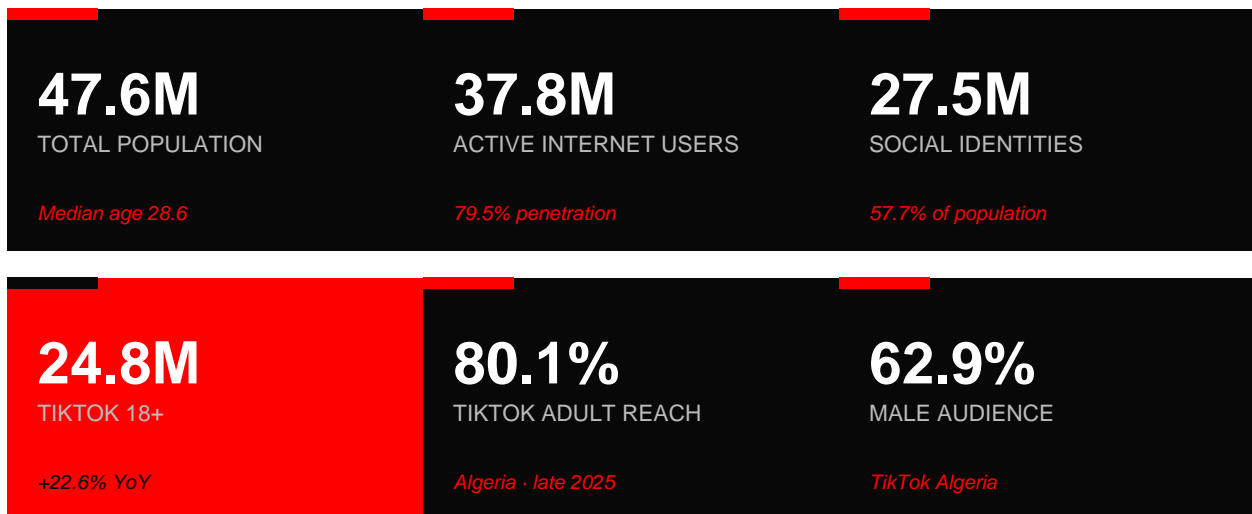 47.6M
TOTAL POPULATION
Median age 28.6
37.8M
ACTIVE INTERNET USERS
79.5% penetration
27.5M
SOCIAL IDENTITIES
57.7% of population
24.8M
TIKTOK 18+
+22.6% YoY
80.1%
TIKTOK ADULT REACH
Algeria · late 2025
62.9%
MALE AUDIENCE
TikTok Algeria